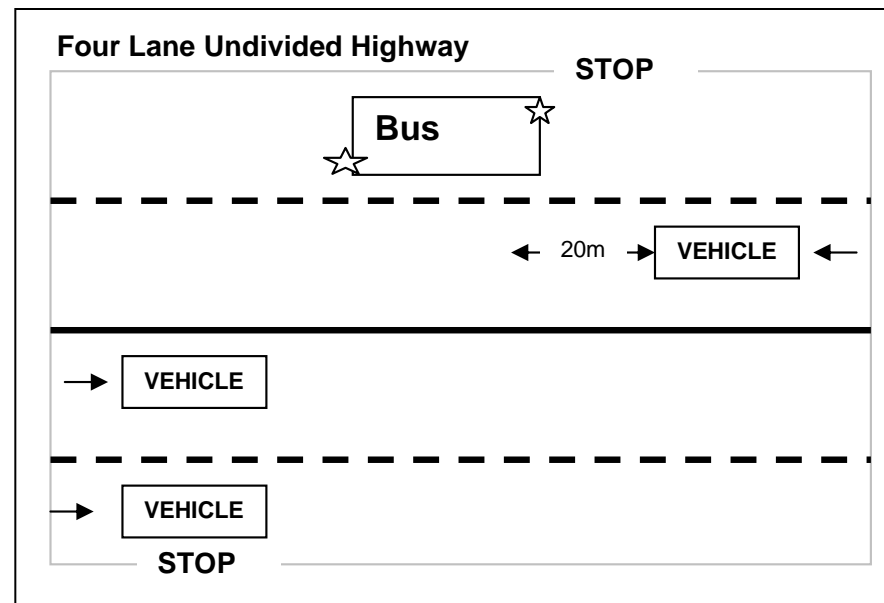 Four Lane Undivided Highway
STOP
Bus
20m
VEHICLE
VEHICLE
VEHICLE
STOP